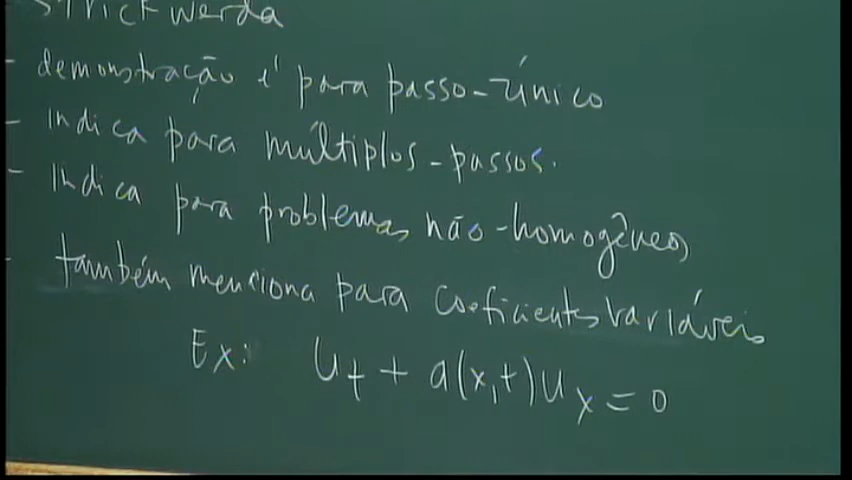 Strickwerda
- demonstração é para passo-único
- indica para múltiplos-passos.
- indica para problemas não-homogêneos
- também menciona para coeficientes variáveis
Ex: u_t + a(x,t)u_x = 0